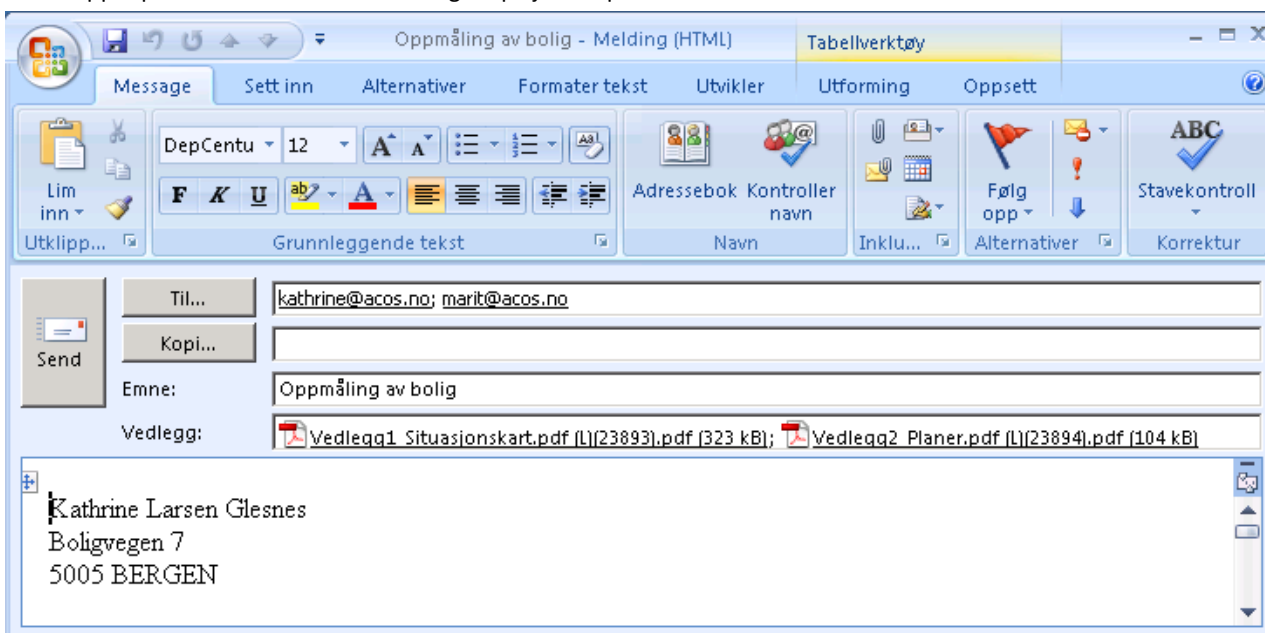 Oppmåling av bolig - Melding (HTML) Tabellverktøy
Message Sett inn Alternativer Formater tekst Utvikler Utforming Oppsett
DepCentu 12
Lim inn
F K U
Adressebok
Kontroller navn
Følg opp
ABC
Stavekontroll
Utklipp... Grunnleggende tekst Navn Inklu... Alternativer Korrektur
Til... kathrine@acos.no; marit@acos.no
Send
Kopi...
Emne: Oppmåling av bolig
Vedlegg: Vedlegg1_Situasjonskart.pdf (L)(23893).pdf (323 kB); Vedlegg2_Planer.pdf (L)(23894).pdf (104 kB)
Kathrine Larsen Glesnes
Boligvegen 7
5005 BERGEN